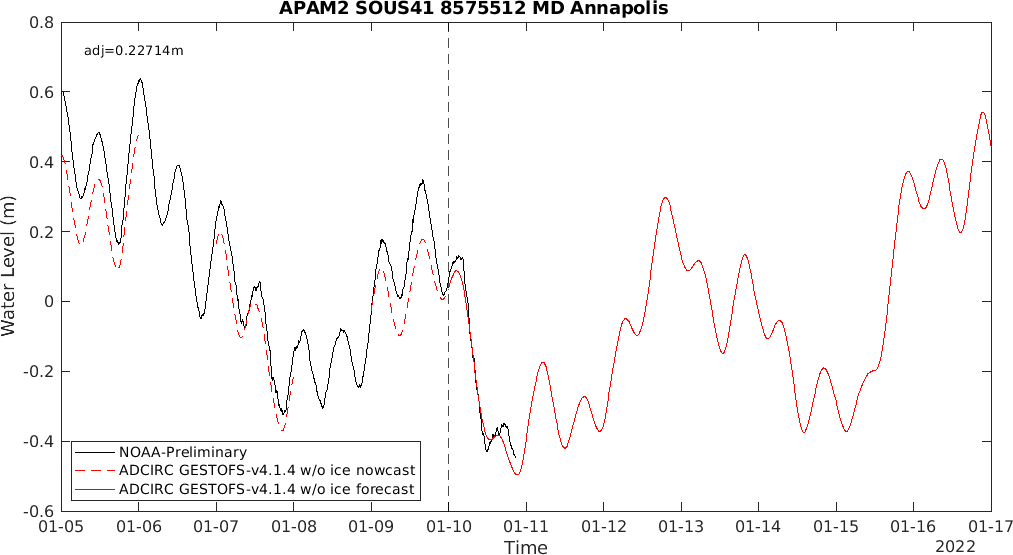 APAM2 SOUS41 8575512 MD Annapolis
adj=0.22714m
Water Level (m)
0.8
0.6
0.4
0.2
0
-0.2
-0.4
-0.6
NOAA-Preliminary
ADCIRC GESTOFS-v4.1.4 w/o ice nowcast
ADCIRC GESTOFS-v4.1.4 w/o ice forecast
01-05 01-06 01-07 01-08 01-09 01-10 01-11 01-12 01-13 01-14 01-15 01-16 01-17
Time
2022